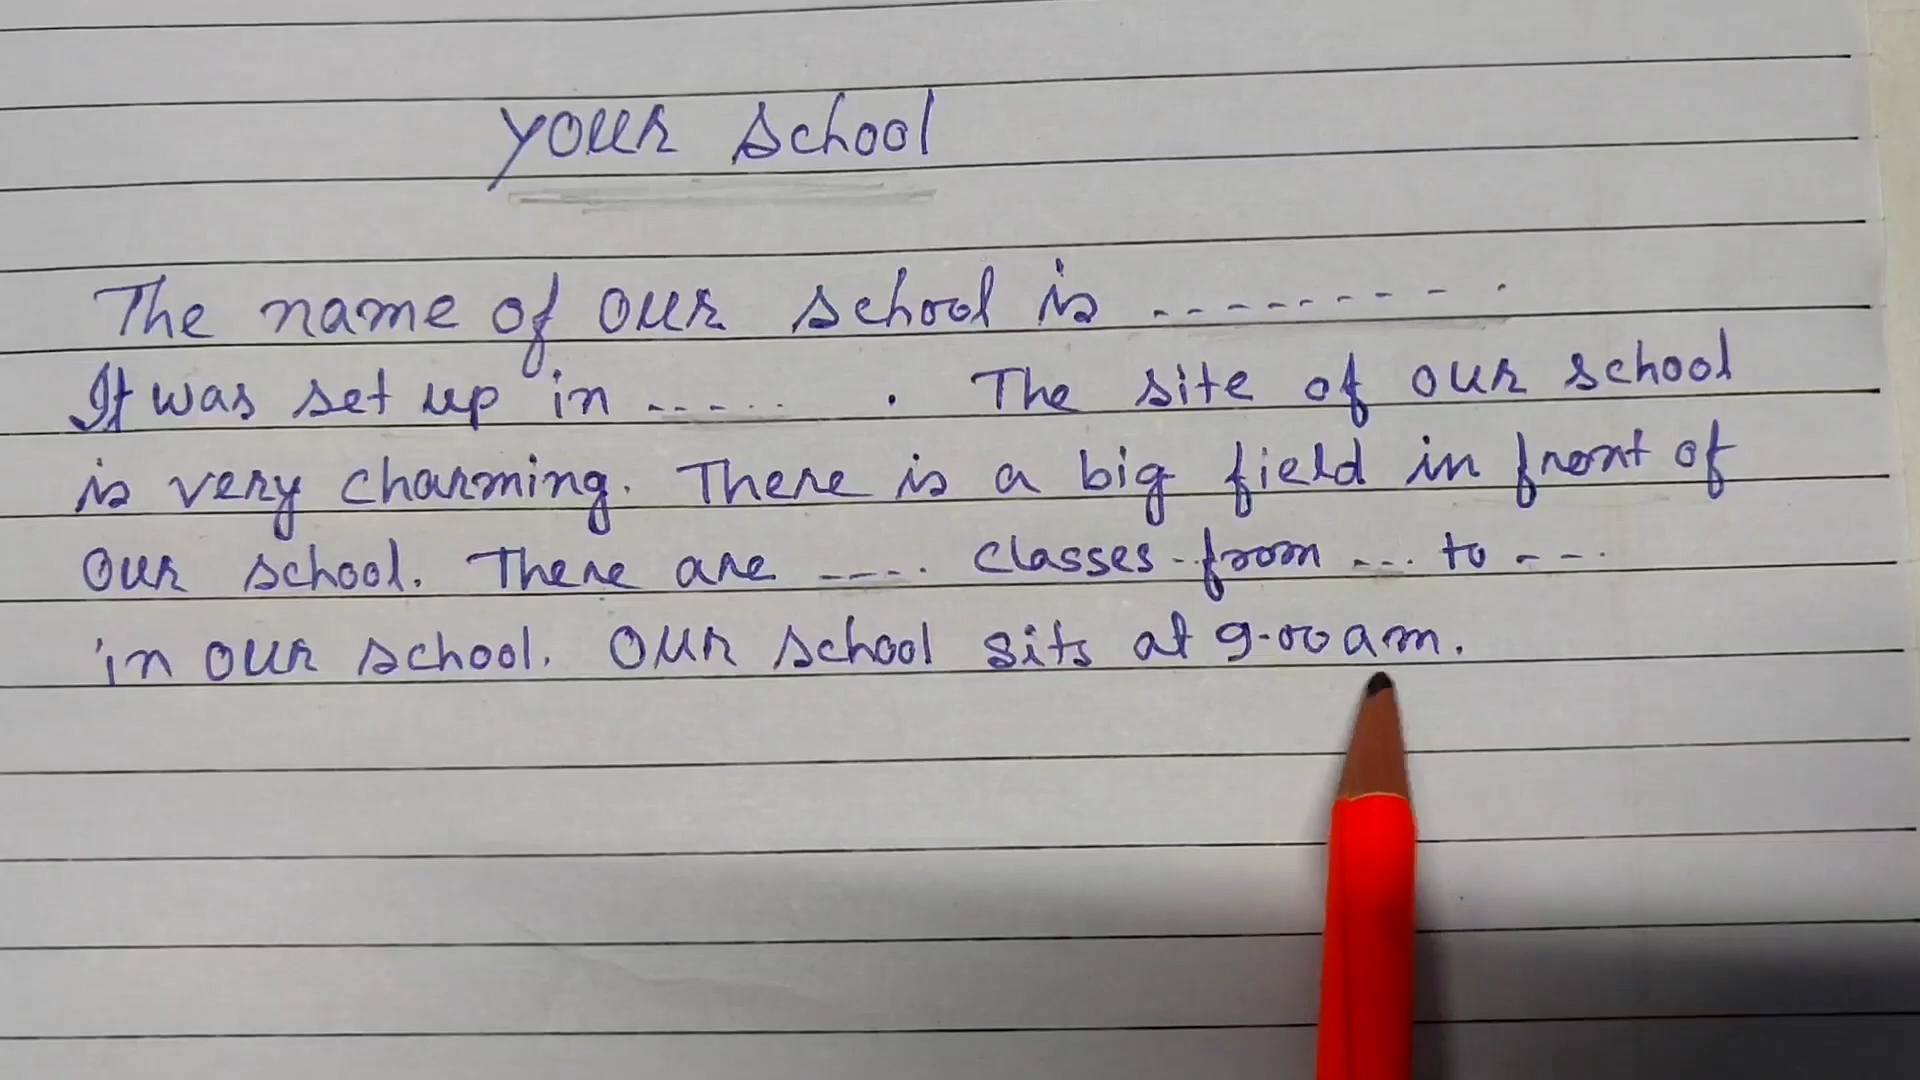 Your School
The name of our school is .........
It was set up in ...... . The site of our school
is very charming. There is a big field in front of
our school. There are ..... classes from ... to ....
in our school. Our school sits at 9.00 am.